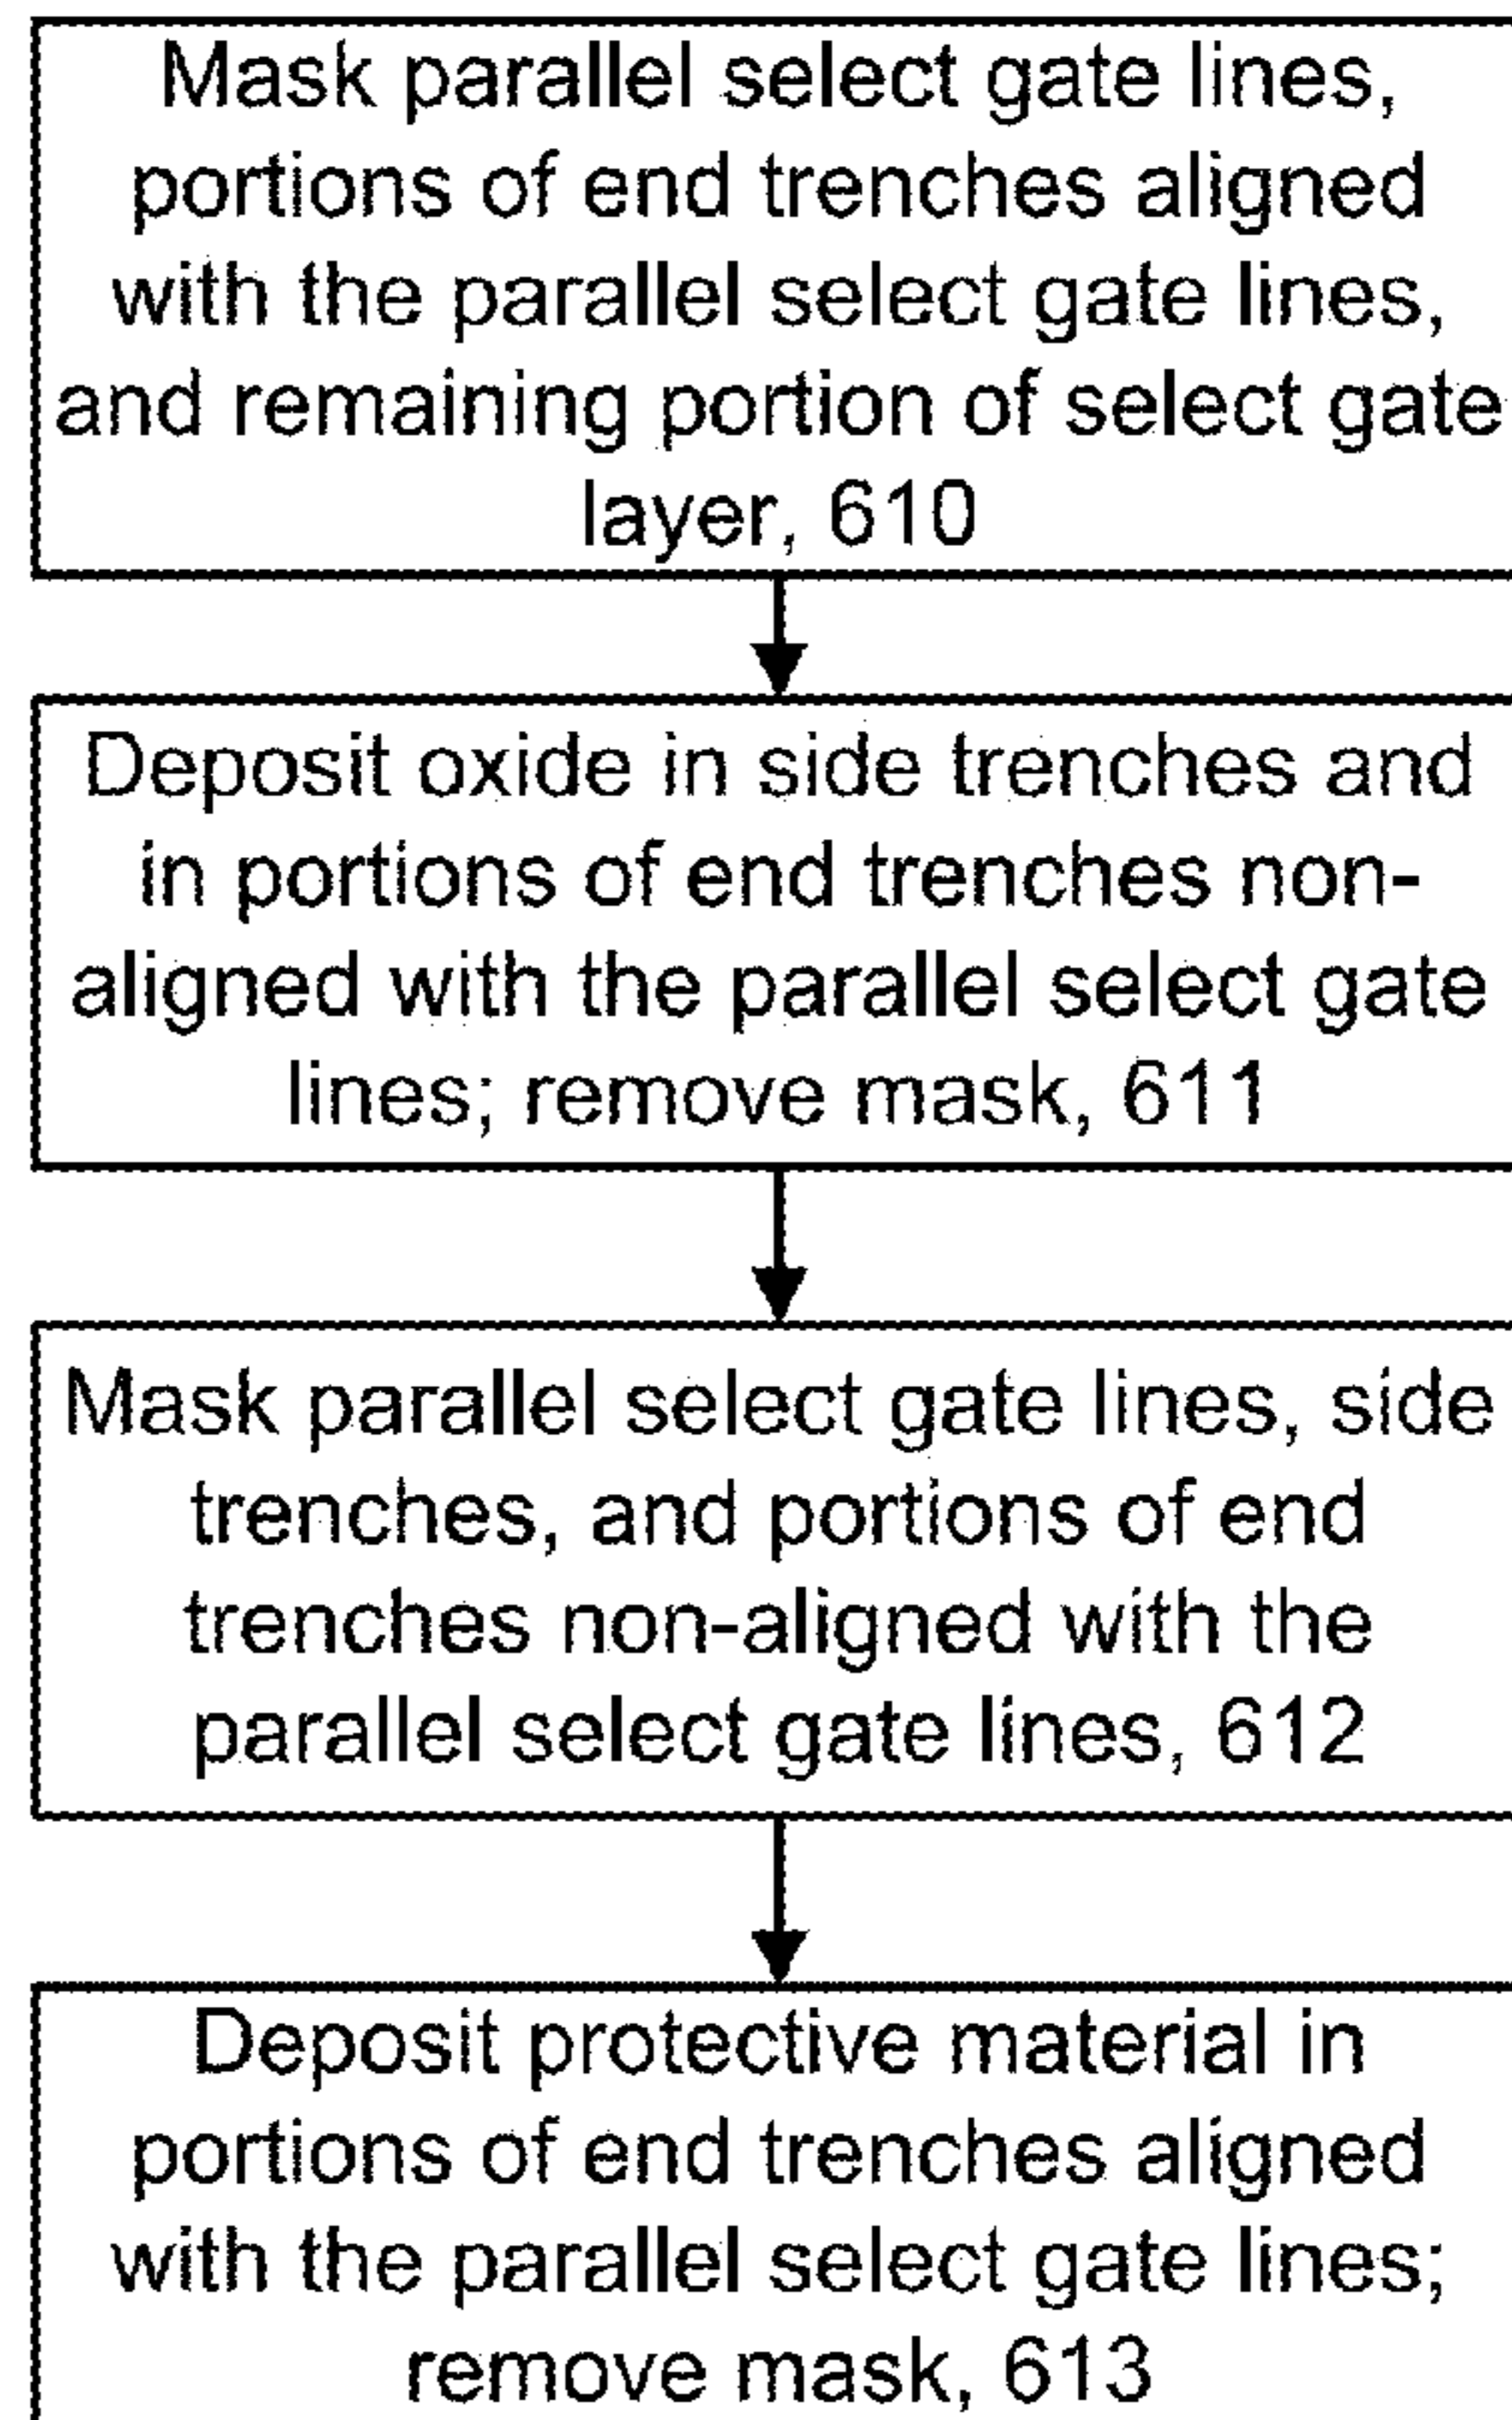 Mask parallel select gate lines,
portions of end trenches aligned
with the parallel select gate lines,
and remaining portion of select gate
layer, 610
Deposit oxide in side trenches and
in portions of end trenches non-
aligned with the parallel select gate
lines; remove mask, 611
Mask parallel select gate lines, side
trenches, and portions of end
trenches non-aligned with the
parallel select gate lines, 612
Deposit protective material in
portions of end trenches aligned
with the parallel select gate lines;
remove mask, 613